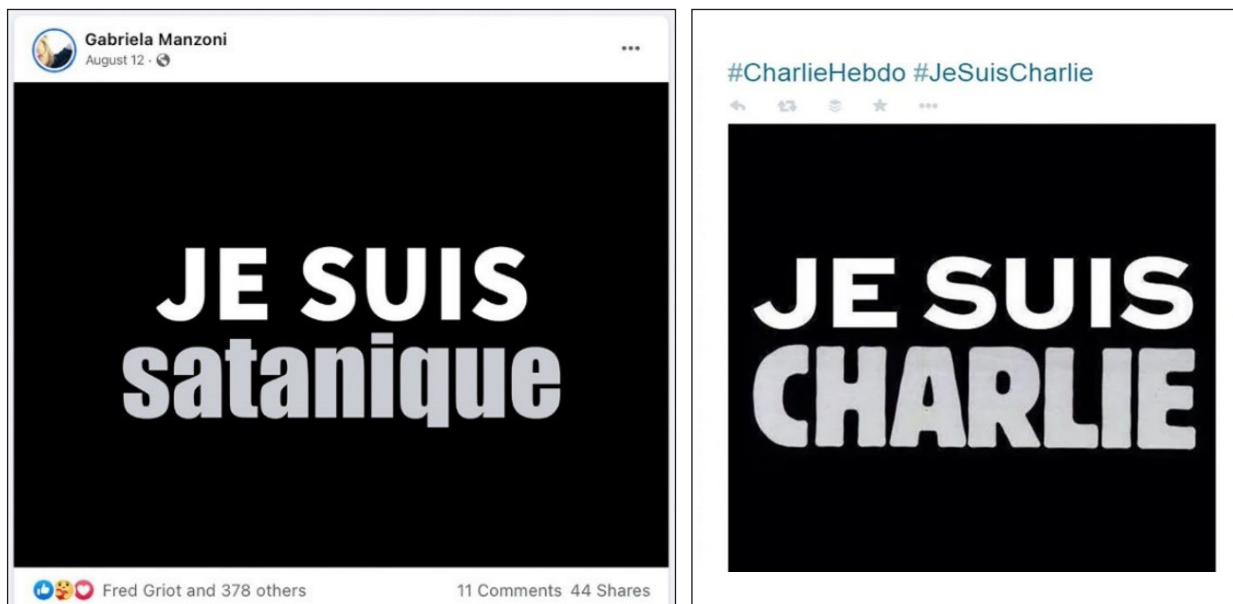 Gabriela Manzoni
August 12 ·
JE SUIS
satanique
Fred Griot and 378 others
11 Comments 44 Shares
#CharlieHebdo #JeSuisCharlie
JE SUIS
CHARLIE